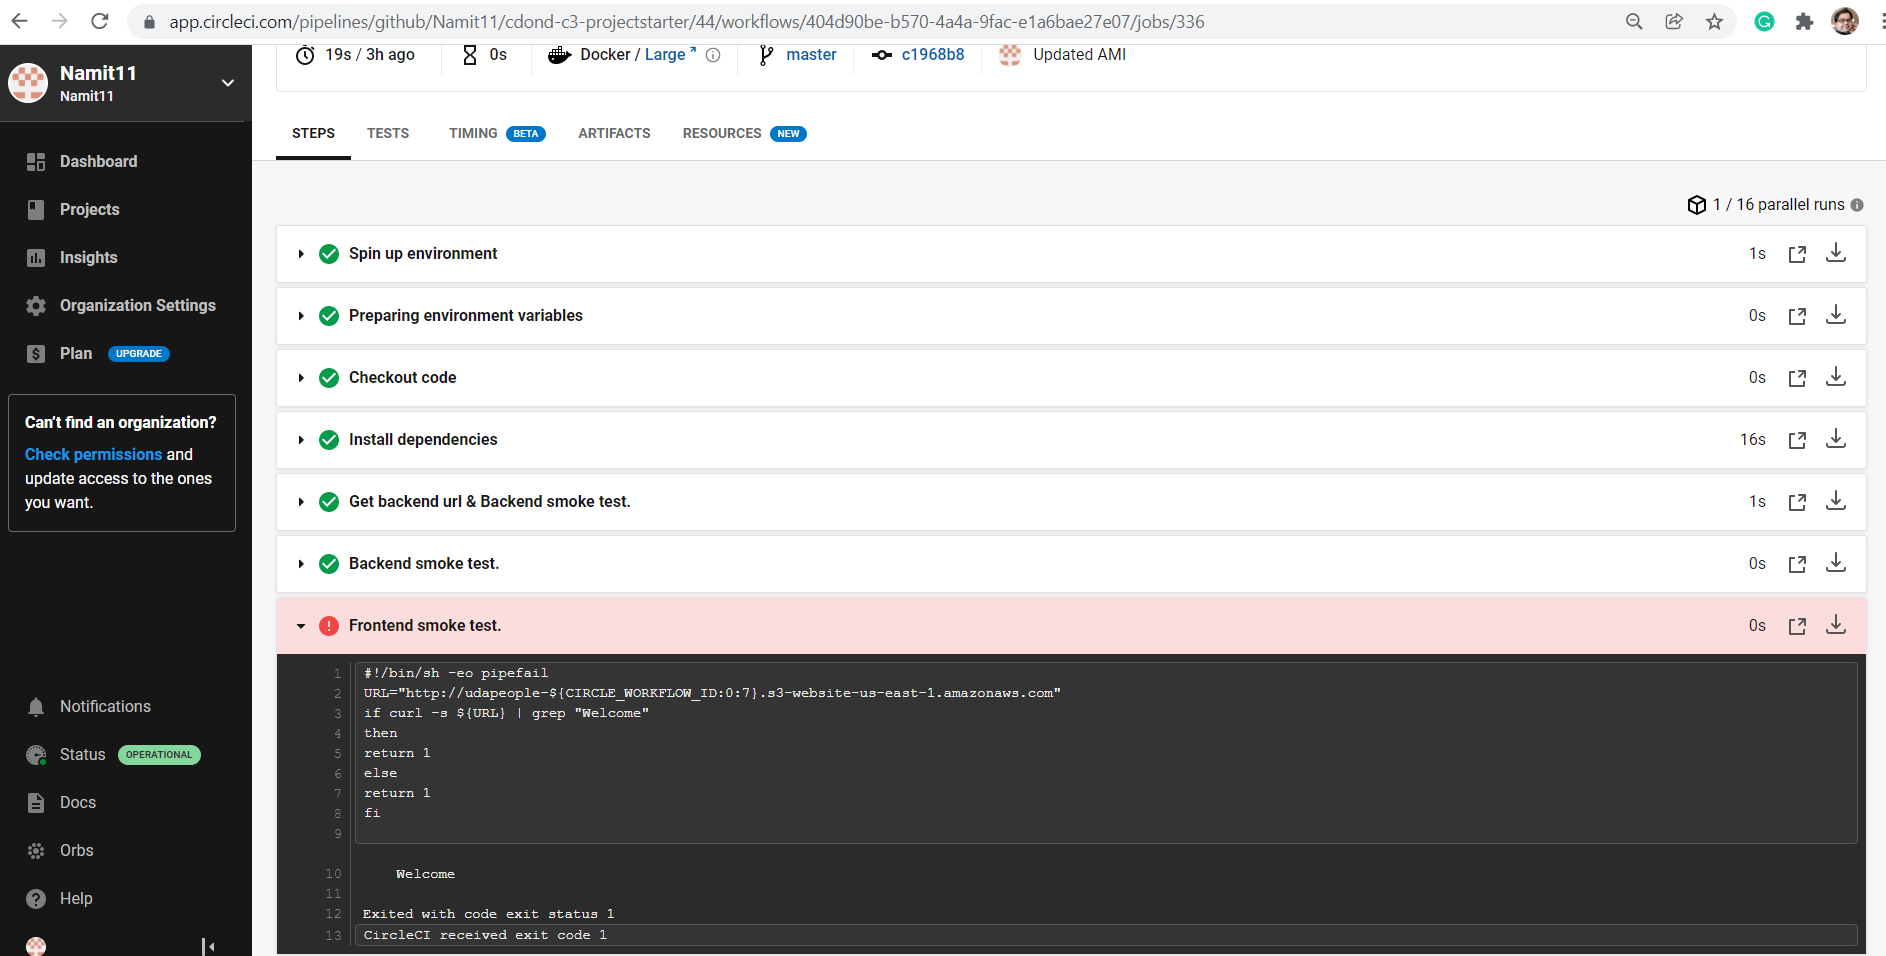 app.circleci.com/pipelines/github/Namit11/cdond-c3-projectstarter/44/workflows/404d90be-b570-4a4a-9fac-e1a6bae27e07/jobs/336
Namit11
Namit11
19s / 3h ago
0s
Docker / Large
master
c1968b8
Updated AMI
STEPS
TESTS
TIMING BETA
ARTIFACTS
RESOURCES NEW
Dashboard
Projects
Insights
Organization Settings
Plan UPGRADE
Can't find an organization?
Check permissions and
update access to the ones
you want.
Notifications
Status OPERATIONAL
Docs
Orbs
Help
1 / 16 parallel runs
Spin up environment 1s
Preparing environment variables 0s
Checkout code 0s
Install dependencies 16s
Get backend url & Backend smoke test. 1s
Backend smoke test. 0s
Frontend smoke test. 0s
1 #!/bin/sh -eo pipefail
2 URL="http://udapeople-${CIRCLE_WORKFLOW_ID:0:7}.s3-website-us-east-1.amazonaws.com"
3 if curl -s ${URL} | grep "Welcome"
4 then
5 return 1
6 else
7 return 1
8 fi
9
10 Welcome
11
12 Exited with code exit status 1
13 CircleCI received exit code 1